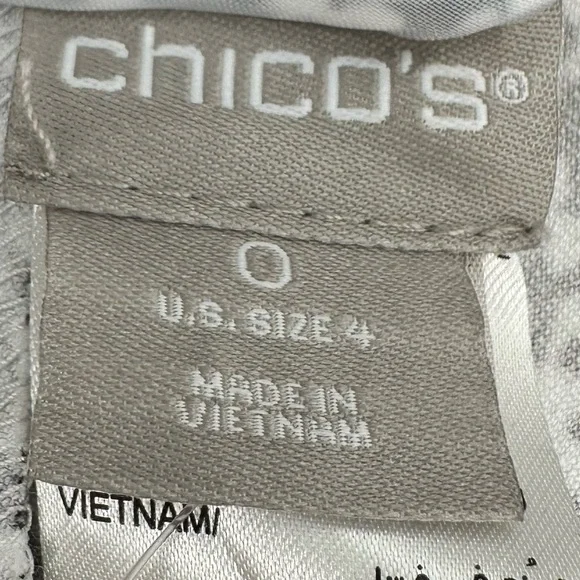 chico's®
0
U.S. SIZE 4
MADE IN
VIETNAM
VIETNAM/